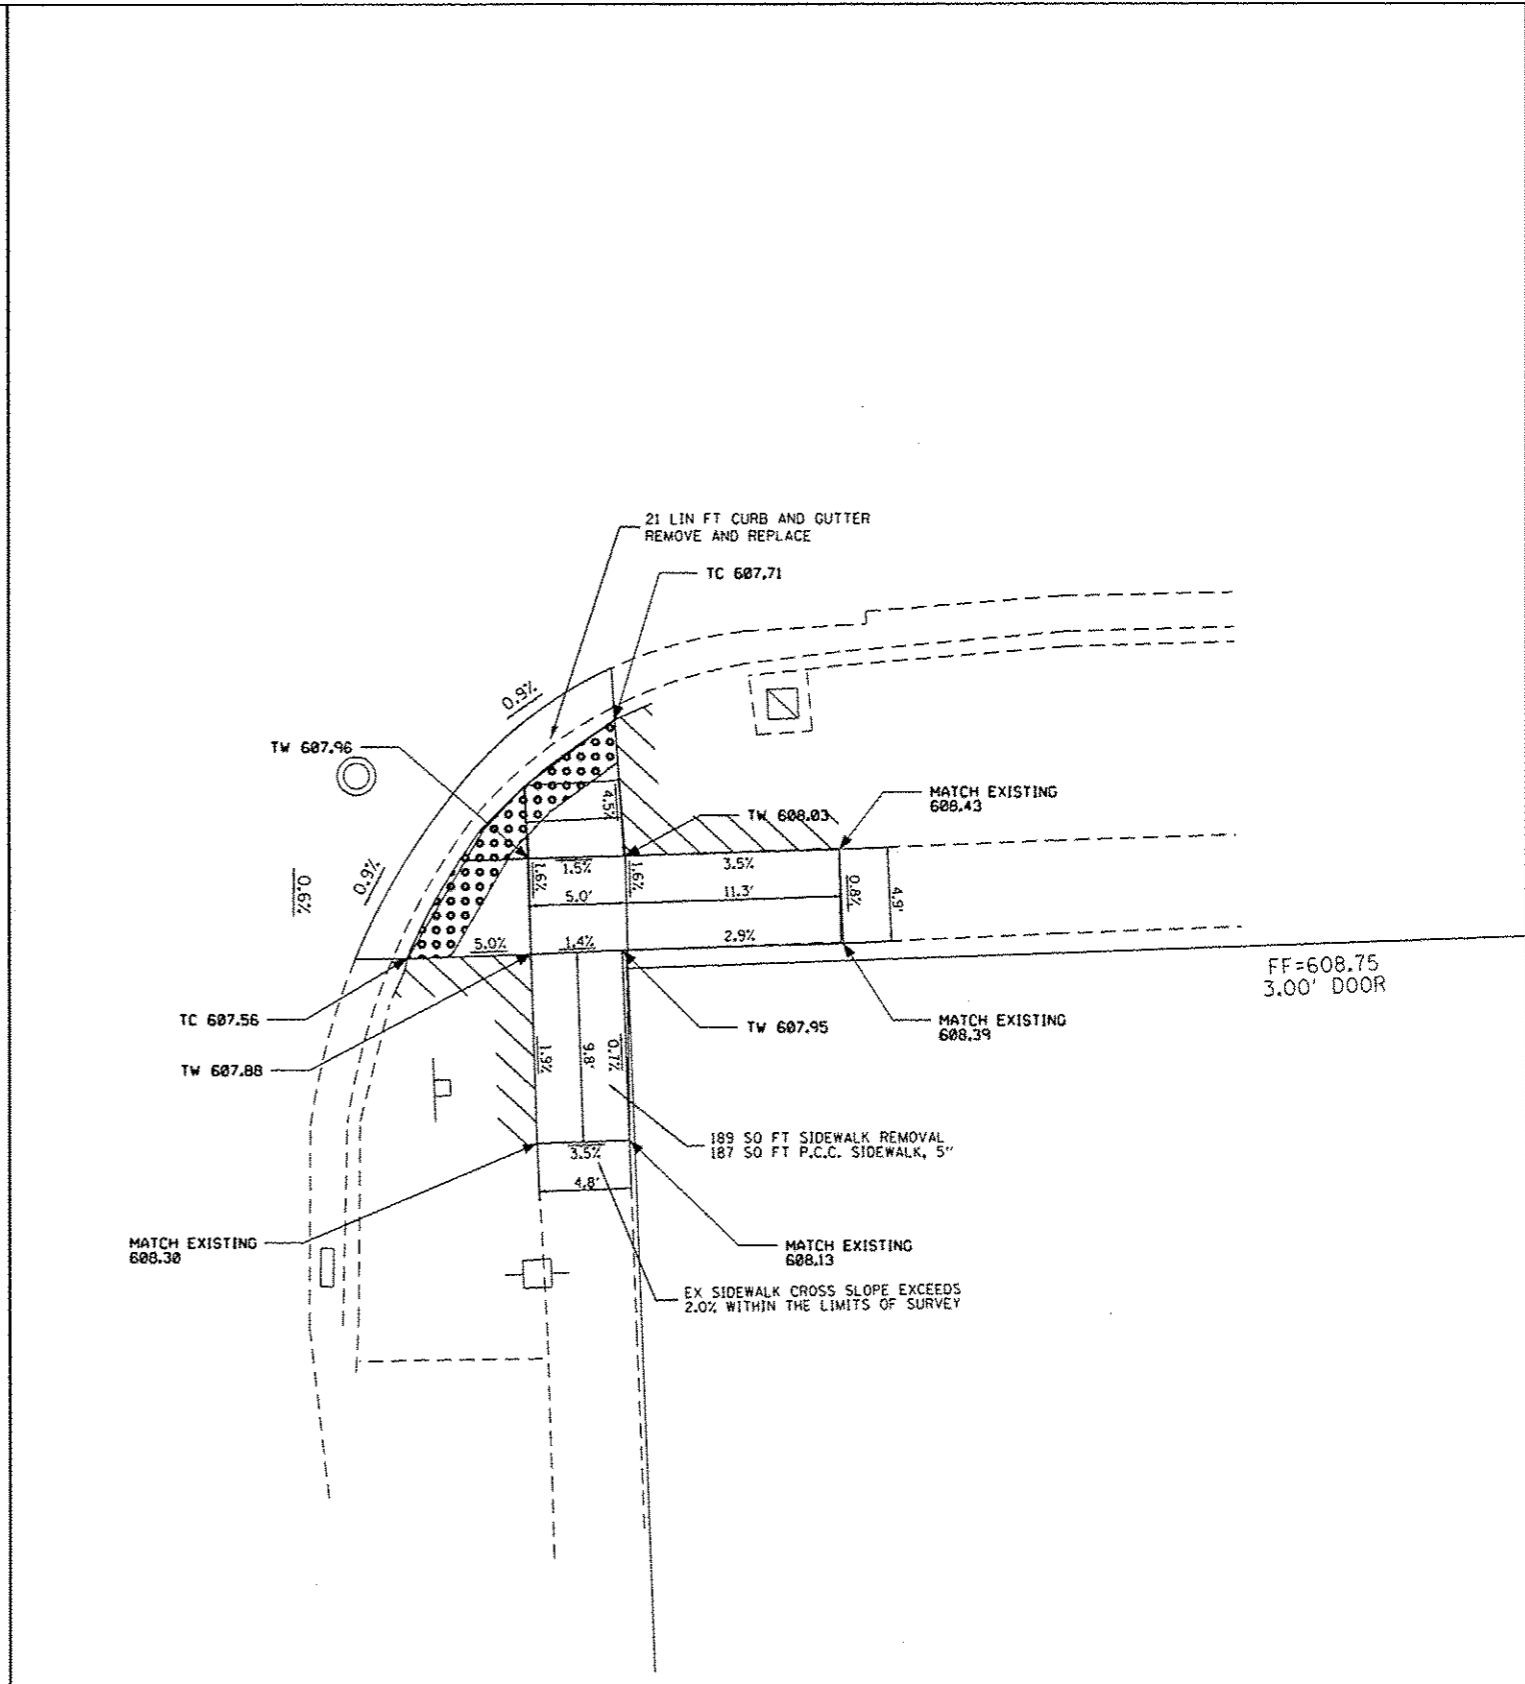 21 LIN FT CURB AND GUTTER
REMOVE AND REPLACE
TC 607.71
0.9%
TW 607.96
MATCH EXISTING
608.43
4.5%
TW 608.03
0.9%
0.6%
1.6%
1.5%
1.6%
3.5%
5.0'
11.3'
0.8%
4.9'
5.0%
1.4%
2.9%
FF=608.75
3.00' DOOR
TC 607.56
TW 607.95
MATCH EXISTING
608.39
TW 607.88
1.9%
9.8'
0.7%
189 SQ FT SIDEWALK REMOVAL
187 SQ FT P.C.C. SIDEWALK, 5"
3.5%
4.8'
MATCH EXISTING
608.30
MATCH EXISTING
608.13
EX SIDEWALK CROSS SLOPE EXCEEDS
2.0% WITHIN THE LIMITS OF SURVEY